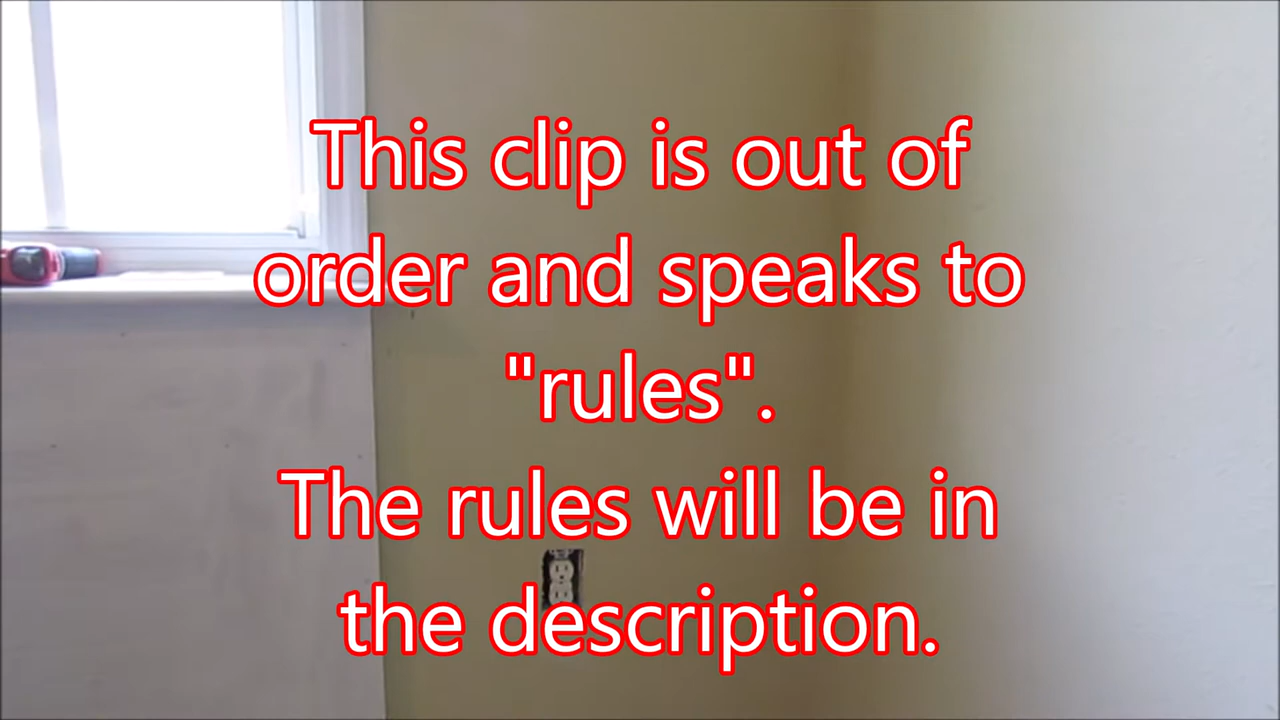 This clip is out of
order and speaks to
"rules".
The rules will be in
the description.